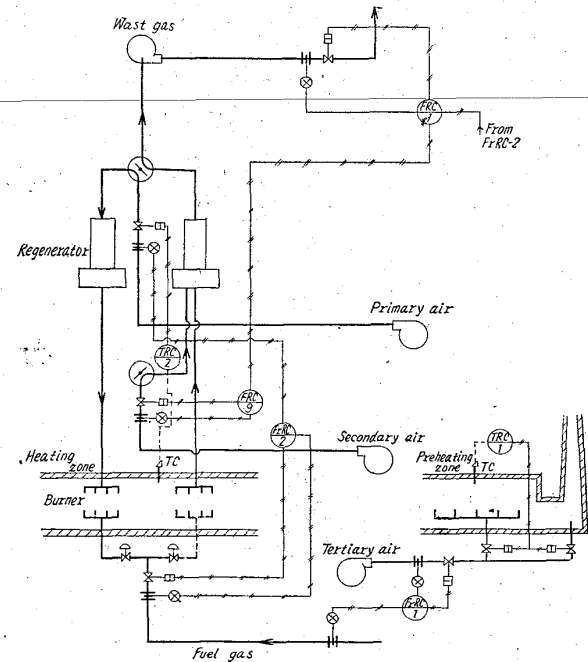 Wast gas
FRC
1
From
FrRC-2
Regenerator
Primary air
TRC
2
FRC
9
FrRC
2
Secondary air
Heating
zone
TC
Burner
Preheating
zone
TRC
1
TC
Tertiary air
FrRC
1
Fuel gas